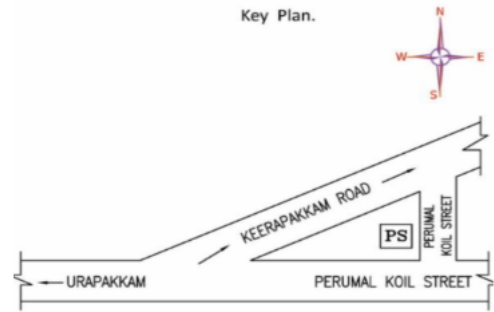 Key Plan.
N
W E
S
KEERAPAKKAM ROAD
PS
PERUMAL
KOIL STREET
URAPAKKAM
PERUMAL KOIL STREET